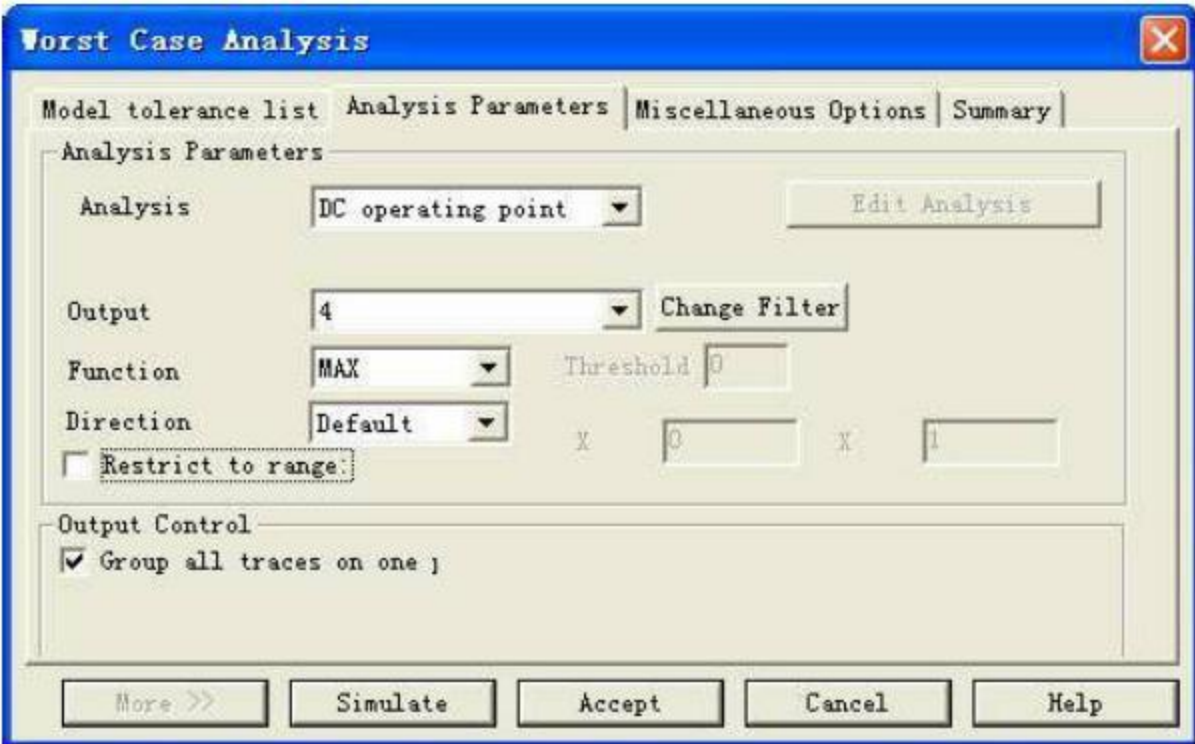 Worst Case Analysis
Model tolerance list Analysis Parameters Miscellaneous Options Summary
Analysis Parameters
Analysis DC operating point Edit Analysis
Output 4 Change Filter
Function MAX Threshold 0
Direction Default X 0 X 1
Restrict to range:
Output Control
Group all traces on one
More >> Simulate Accept Cancel Help